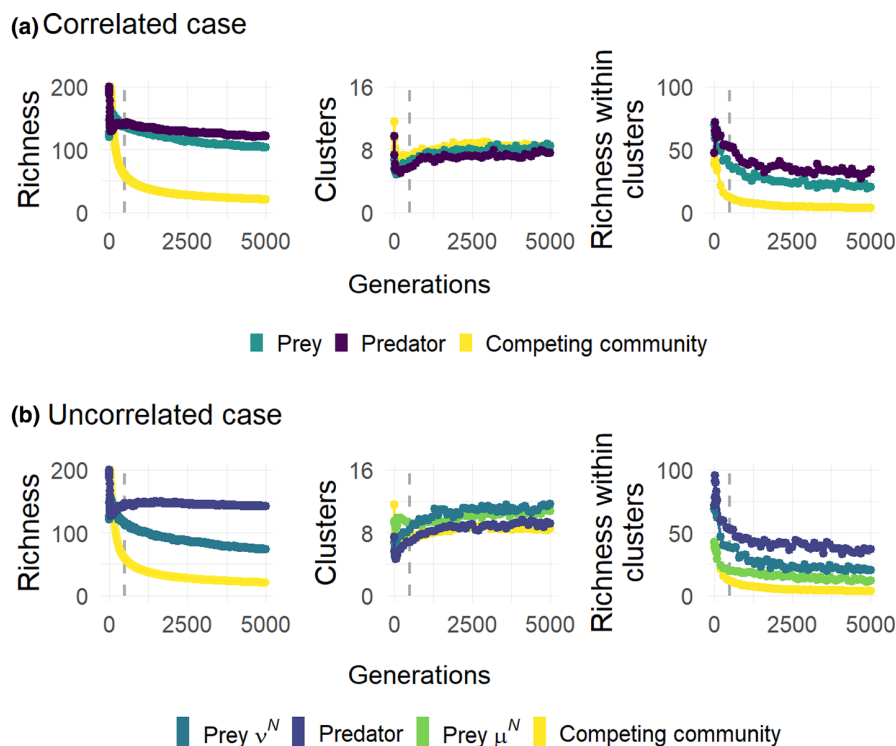 (a) Correlated case
Richness
200
100
0
0 2500 5000
Clusters
16
8
0
0 2500 5000
Richness within
clusters
100
50
0
0 2500 5000
Generations
Prey Predator Competing community
(b) Uncorrelated case
Richness
200
100
0
0 2500 5000
Clusters
16
8
0
0 2500 5000
Richness within
clusters
100
50
0
0 2500 5000
Generations
Prey ν^N Predator Prey μ^N Competing community